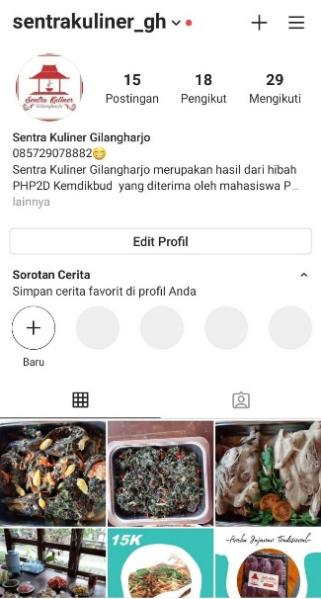 sentrakuliner_gh
15
18
29
Postingan
Pengikut
Mengikuti
Sentra Kuliner
Gilangharjo
Sentra Kuliner Gilangharjo
085729078882😁
Sentra Kuliner Gilangharjo merupakan hasil dari hibah
PHP2D Kemdikbud yang diterima oleh mahasiswa P...
lainnya
Edit Profil
Sorotan Cerita
Simpan cerita favorit di profil Anda
Baru
15K
Tradisional